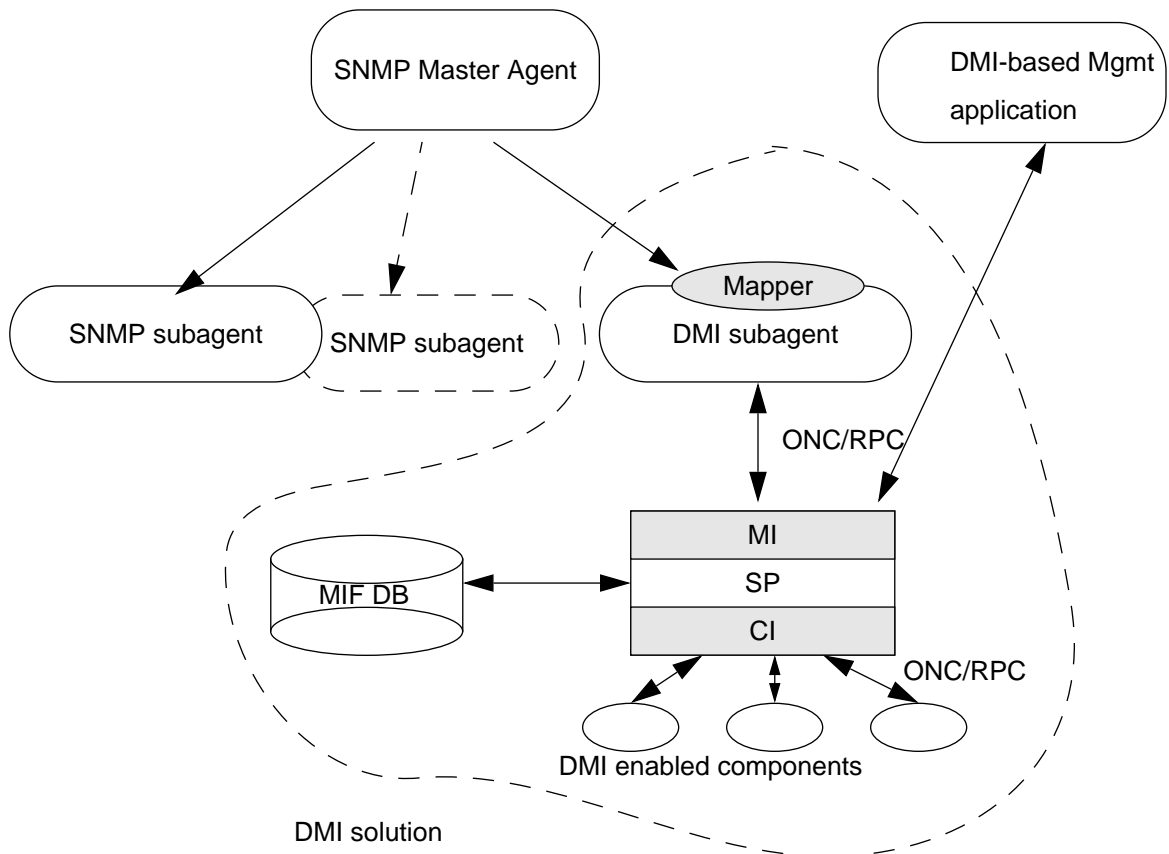 SNMP Master Agent
DMI-based Mgmt
application
Mapper
SNMP subagent
SNMP subagent
DMI subagent
ONC/RPC
MI
SP
CI
MIF DB
ONC/RPC
DMI enabled components
DMI solution